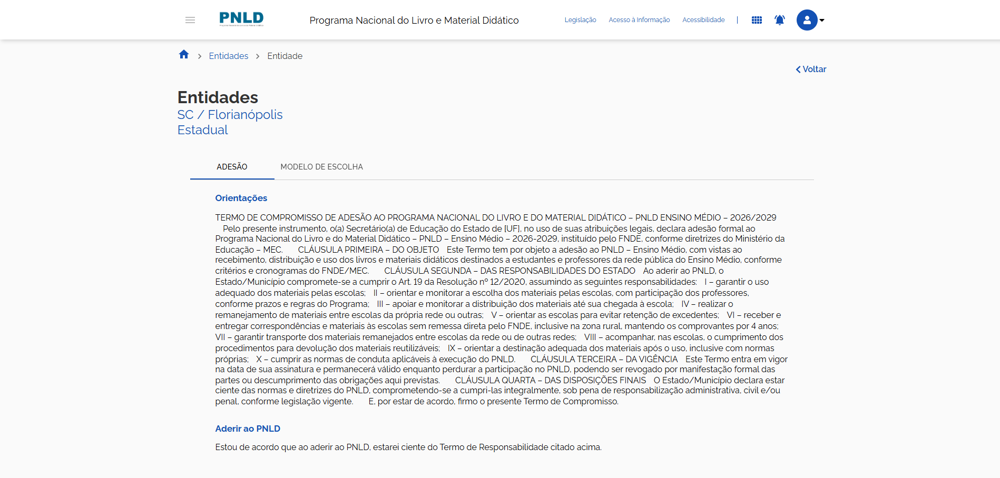 PNLD
Programa Nacional do Livro e Material Didático
Legislação
Acesso à Informação
Acessibilidade
Entidades
Entidade
Voltar
Entidades
SC / Florianópolis
Estadual
ADESÃO
MODELO DE ESCOLHA
Orientações
TERMO DE COMPROMISSO DE ADESÃO AO PROGRAMA NACIONAL DO LIVRO E DO MATERIAL DIDÁTICO – PNLD ENSINO MÉDIO – 2026/2029
Pelo presente instrumento, o(a) Secretário(a) de Educação do Estado de [UF], no uso de suas atribuições legais, declara adesão formal ao
Programa Nacional do Livro e do Material Didático – PNLD – Ensino Médio – 2026-2029, instituído pelo FNDE, conforme diretrizes do Ministério da
Educação – MEC. CLÁUSULA PRIMEIRA – DO OBJETO Este Termo tem por objeto a adesão ao PNLD – Ensino Médio, com vistas ao
recebimento, distribuição e uso dos livros e materiais didáticos destinados a estudantes e professores da rede pública do Ensino Médio, conforme
critérios e cronogramas do FNDE/MEC. CLÁUSULA SEGUNDA – DAS RESPONSABILIDADES DO ESTADO Ao aderir ao PNLD, o
Estado/Município compromete-se a cumprir o Art. 19 da Resolução nº 12/2020, assumindo as seguintes responsabilidades: I – garantir o uso
adequado dos materiais pelas escolas; II – orientar e monitorar a escolha dos materiais pelas escolas, com participação dos professores,
conforme prazos e regras do Programa; III – apoiar e monitorar a distribuição dos materiais até sua chegada à escola; IV – realizar o
remanejamento de materiais entre escolas da própria rede ou outras; V – orientar as escolas para evitar retenção de excedentes; VI – receber e
entregar correspondências e materiais às escolas sem remessa direta pelo FNDE, inclusive na zona rural, mantendo os comprovantes por 4 anos;
VII – garantir transporte dos materiais remanejados entre escolas da rede ou de outras redes; VIII – acompanhar, nas escolas, o cumprimento dos
procedimentos para devolução dos materiais reutilizáveis; IX – orientar a destinação adequada dos materiais após o uso, inclusive com normas
próprias; X – cumprir as normas de conduta aplicáveis à execução do PNLD. CLÁUSULA TERCEIRA – DA VIGÊNCIA Este Termo entra em vigor
na data de sua assinatura e permanecerá válido enquanto perdurar a participação no PNLD, podendo ser revogado por manifestação formal das
partes ou descumprimento das obrigações aqui previstas. CLÁUSULA QUARTA – DAS DISPOSIÇÕES FINAIS O Estado/Município declara estar
ciente das normas e diretrizes do PNLD, comprometendo-se a cumpri-las integralmente, sob pena de responsabilização administrativa, civil e/ou
penal, conforme legislação vigente. E, por estar de acordo, firmo o presente Termo de Compromisso.
Aderir ao PNLD
Estou de acordo que ao aderir ao PNLD, estarei ciente do Termo de Responsabilidade citado acima.